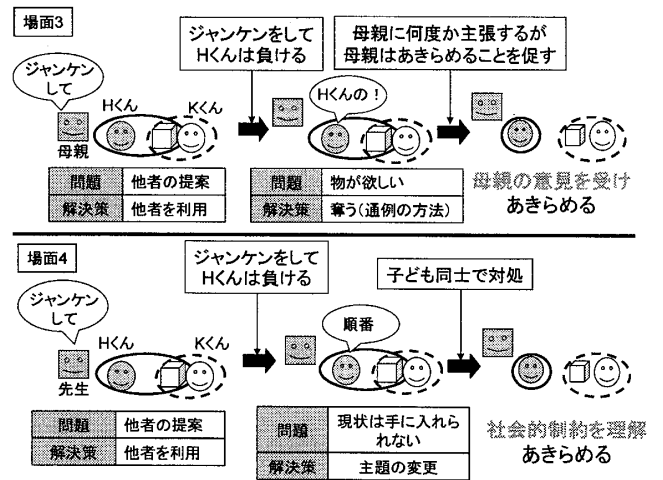 場面3
ジャンケン
して
母親
Hくん
Kくん
ジャンケンをして
Hくんは負ける
Hくんの！
母親に何度か主張するが
母親はあきらめることを促す
問題 他者の提案
解決策 他者を利用
問題 物が欲しい
解決策 奪う(通例の方法)
母親の意見を受け
あきらめる
場面4
ジャンケン
して
先生
Hくん
Kくん
ジャンケンをして
Hくんは負ける
順番
子ども同士で対処
問題 他者の提案
解決策 他者を利用
問題 現状は手に入れら
れない
解決策 主題の変更
社会的制約を理解
あきらめる